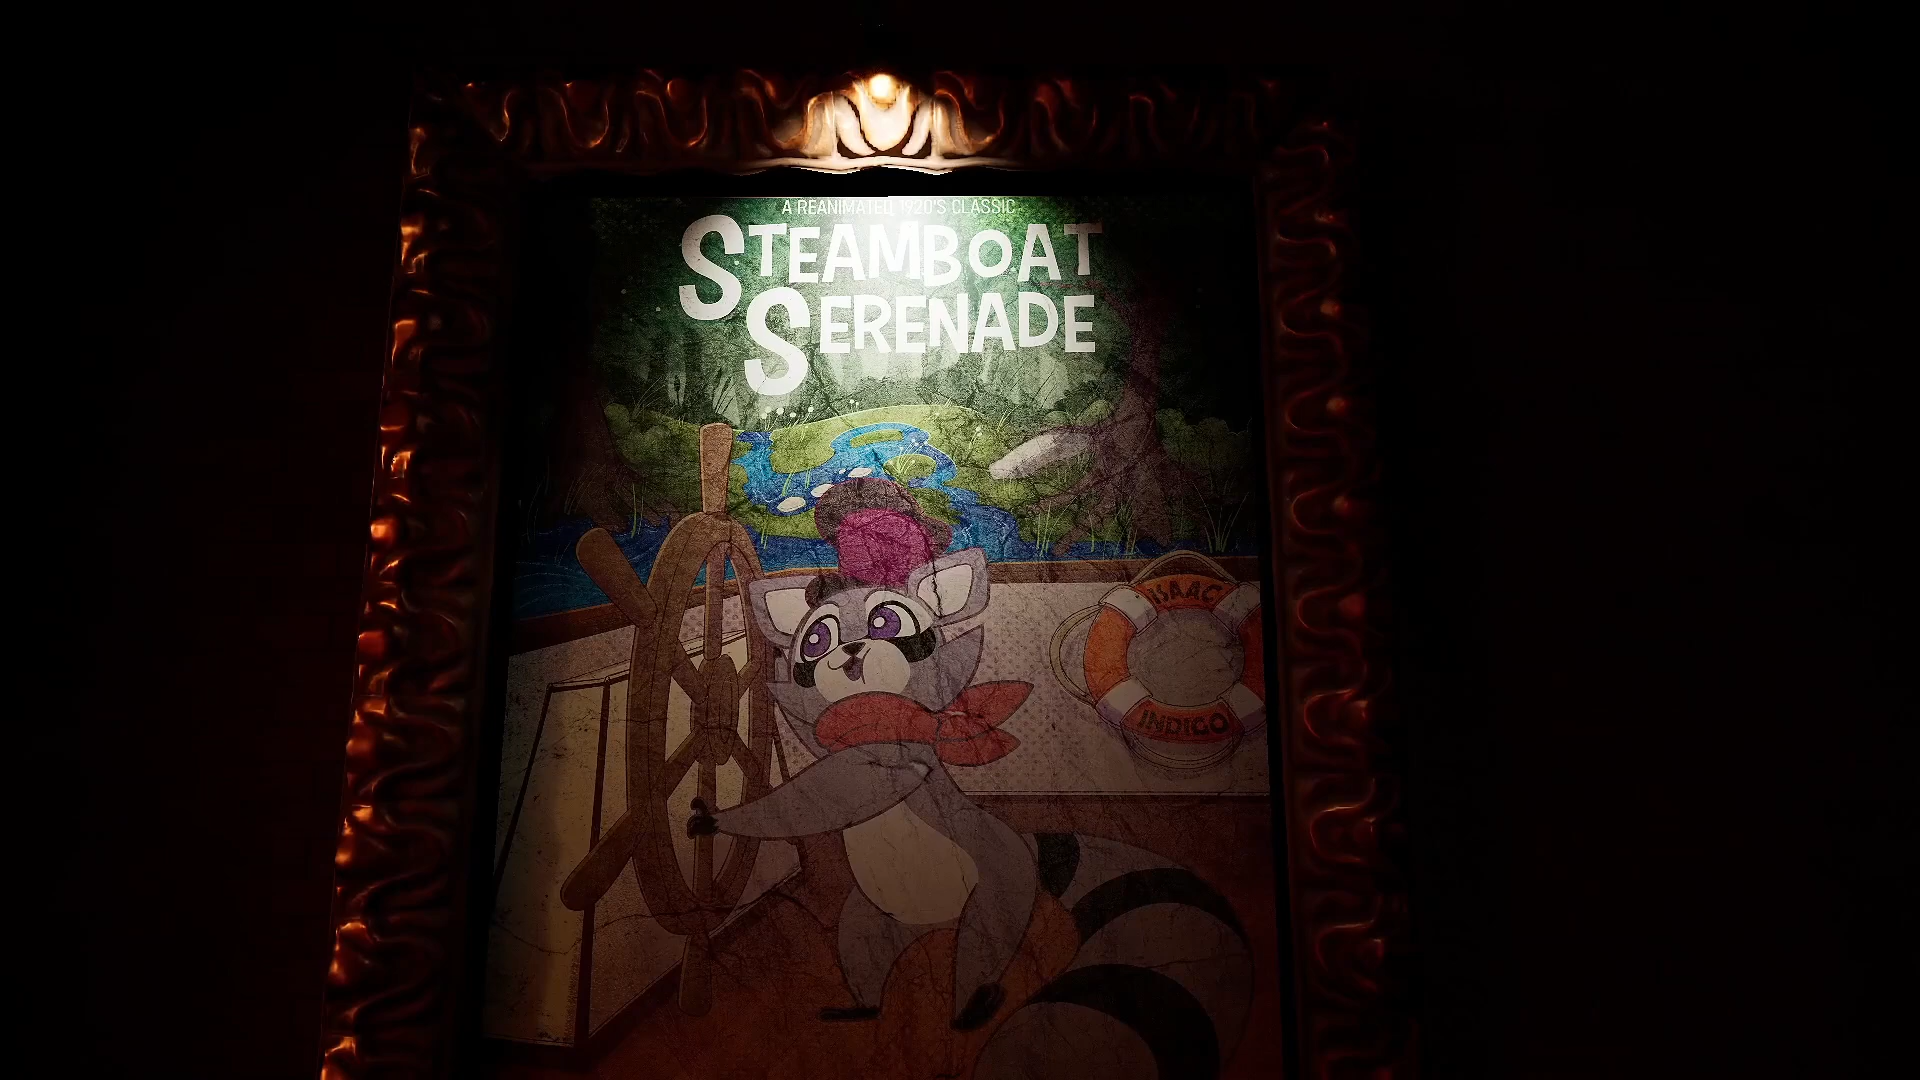 A REANIMATED 1920'S CLASSIC
STEAMBOAT
SERENADE
ISAAC
INDIGO